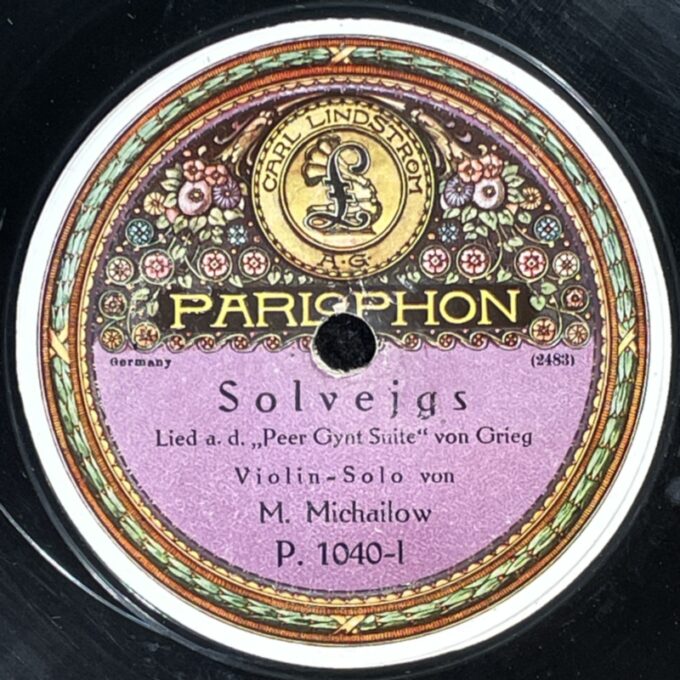 CARL LINDSTRÖM
A·G·
£
PARLOPHON
Germany
(2483)
Solvejgs
Lied a. d. „Peer Gynt Suite“ von Grieg
Violin-Solo von
M. Michailow
P. 1040-I